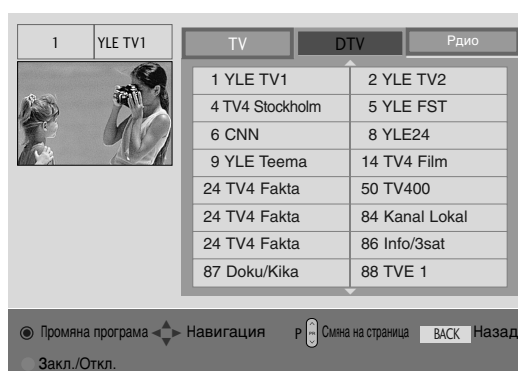 1 YLE TV1
TV DTV Рдио
1 YLE TV1 2 YLE TV2
4 TV4 Stockholm 5 YLE FST
6 CNN 8 YLE24
9 YLE Teema 14 TV4 Film
24 TV4 Fakta 50 TV400
24 TV4 Fakta 84 Kanal Lokal
24 TV4 Fakta 86 Info/3sat
87 Doku/Kika 88 TVE 1
Промяна програма Навигация P PR Смяна на страница BACK Назад
Закл./Откл.